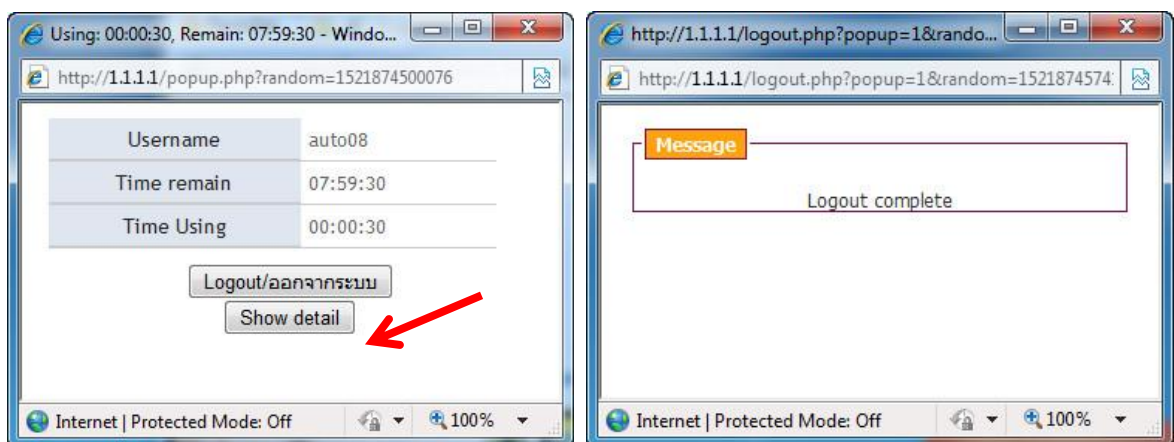 Using: 00:00:30, Remain: 07:59:30 - Windo...
http://1.1.1.1/popup.php?random=1521874500076
Username auto08
Time remain 07:59:30
Time Using 00:00:30
Logout/ออกจากระบบ
Show detail
Internet | Protected Mode: Off 100%
http://1.1.1.1/logout.php?popup=1&rando...
http://1.1.1.1/logout.php?popup=1&random=1521874574
Message
Logout complete
Internet | Protected Mode: Off 100%